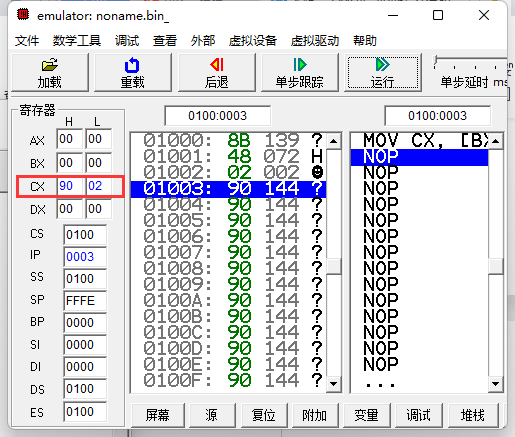 emulator: noname.bin_
文件 数学工具 调试 查看 外部 虚拟设备 虚拟驱动 帮助
加载 重载 后退 单步跟踪 运行 单步延时 ms
寄存器
H L
AX 00 00
BX 00 00
CX 90 02
DX 00 00
CS 0100
IP 0003
SS 0100
SP FFFE
BP 0000
SI 0000
DI 0000
DS 0100
ES 0100
0100:0003
01000: 8B 139 ?
01001: 48 072 H
01002: 02 002 ☻
01003: 90 144 ?
01004: 90 144 ?
01005: 90 144 ?
01006: 90 144 ?
01007: 90 144 ?
01008: 90 144 ?
01009: 90 144 ?
0100A: 90 144 ?
0100B: 90 144 ?
0100C: 90 144 ?
0100D: 90 144 ?
0100E: 90 144 ?
0100F: 90 144 ?
0100:0003
MOV CX, [BX
NOP
NOP
NOP
NOP
NOP
NOP
NOP
NOP
NOP
NOP
NOP
NOP
NOP
NOP
...
屏幕 源 复位 附加 变量 调试 堆栈